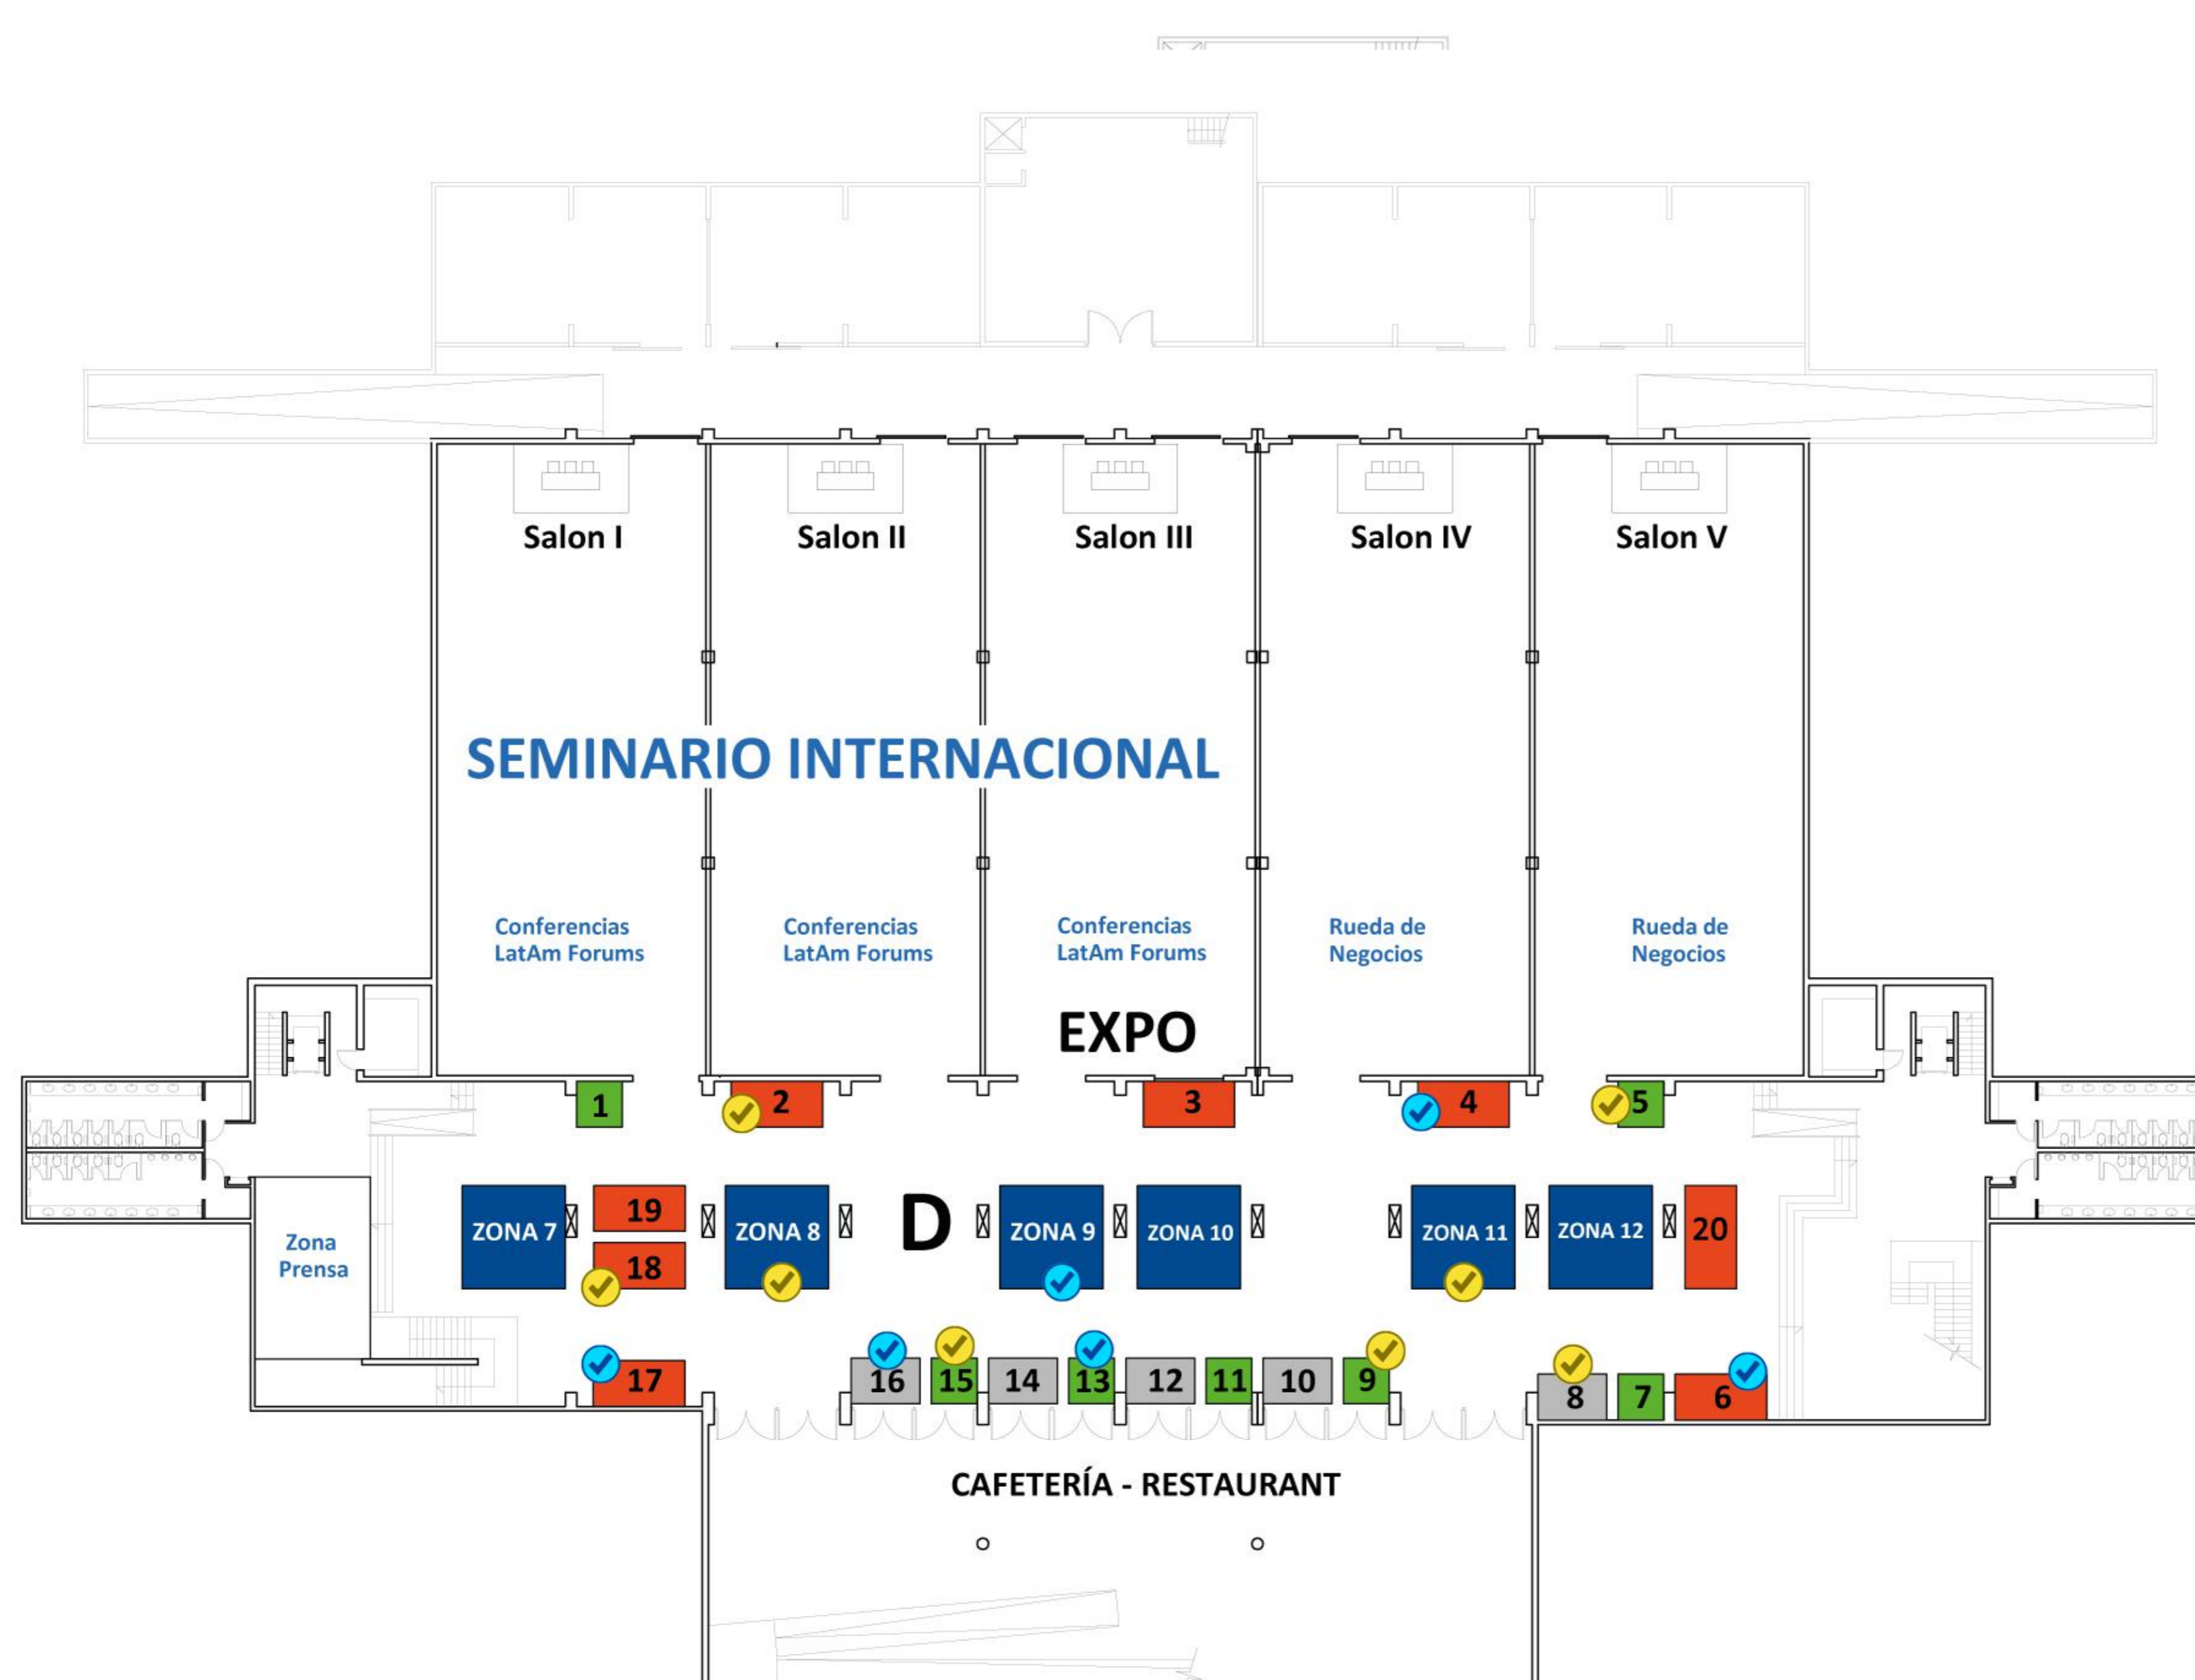 Salon I
Salon II
Salon III
Salon IV
Salon V
SEMINARIO INTERNACIONAL
Conferencias
LatAm Forums
Conferencias
LatAm Forums
Conferencias
LatAm Forums
Rueda de
Negocios
Rueda de
Negocios
EXPO
1
2
3
4
5
Zona
Prensa
ZONA 7
19
18
ZONA 8
D
ZONA 9
ZONA 10
ZONA 11
ZONA 12
20
17
16
15
14
13
12
11
10
9
8
7
6
CAFETERÍA - RESTAURANT